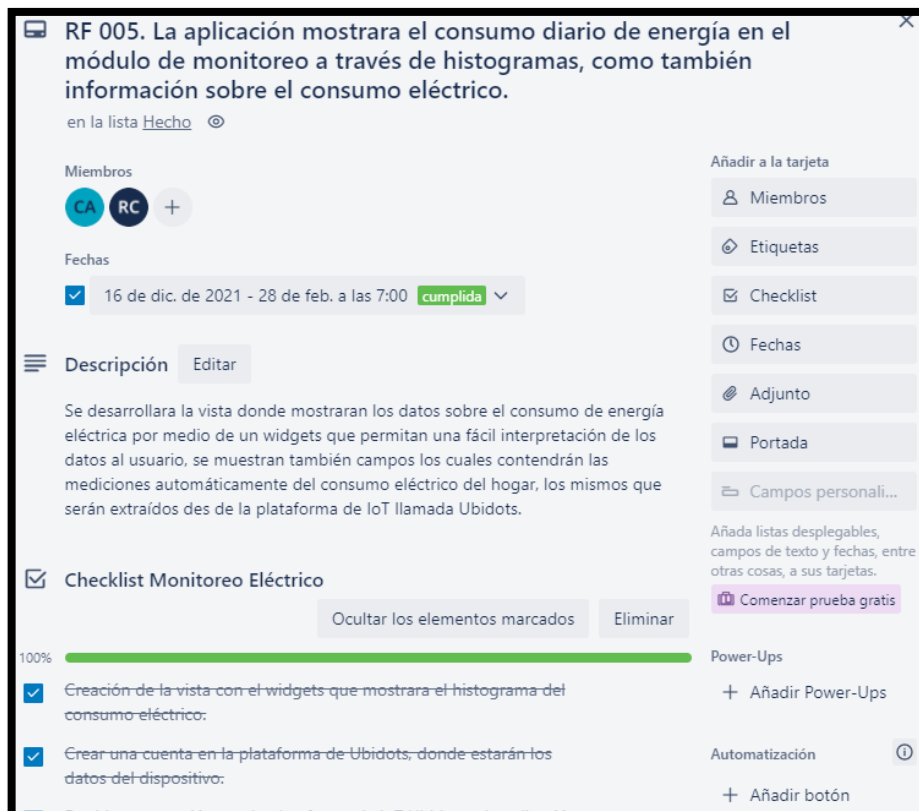 RF 005. La aplicación mostrara el consumo diario de energía en el
módulo de monitoreo a través de histogramas, como también
información sobre el consumo eléctrico.
en la lista Hecho
Miembros
CA RC +
Fechas
16 de dic. de 2021 - 28 de feb. a las 7:00 cumplida
Descripción Editar
Se desarrollara la vista donde mostraran los datos sobre el consumo de energía
eléctrica por medio de un widgets que permitan una fácil interpretación de los
datos al usuario, se muestran también campos los cuales contendrán las
mediciones automáticamente del consumo eléctrico del hogar, los mismos que
serán extraídos des de la plataforma de IoT llamada Ubidots.
Checklist Monitoreo Eléctrico
Ocultar los elementos marcados Eliminar
100%
Creación de la vista con el widgets que mostrara el histograma del
consumo eléctrico.
Crear una cuenta en la plataforma de Ubidots, donde estarán los
datos del dispositivo.
Añadir a la tarjeta
Miembros
Etiquetas
Checklist
Fechas
Adjunto
Portada
Campos personali...
Añada listas desplegables,
campos de texto y fechas, entre
otras cosas, a sus tarjetas.
Comenzar prueba gratis
Power-Ups
+ Añadir Power-Ups
Automatización
+ Añadir botón